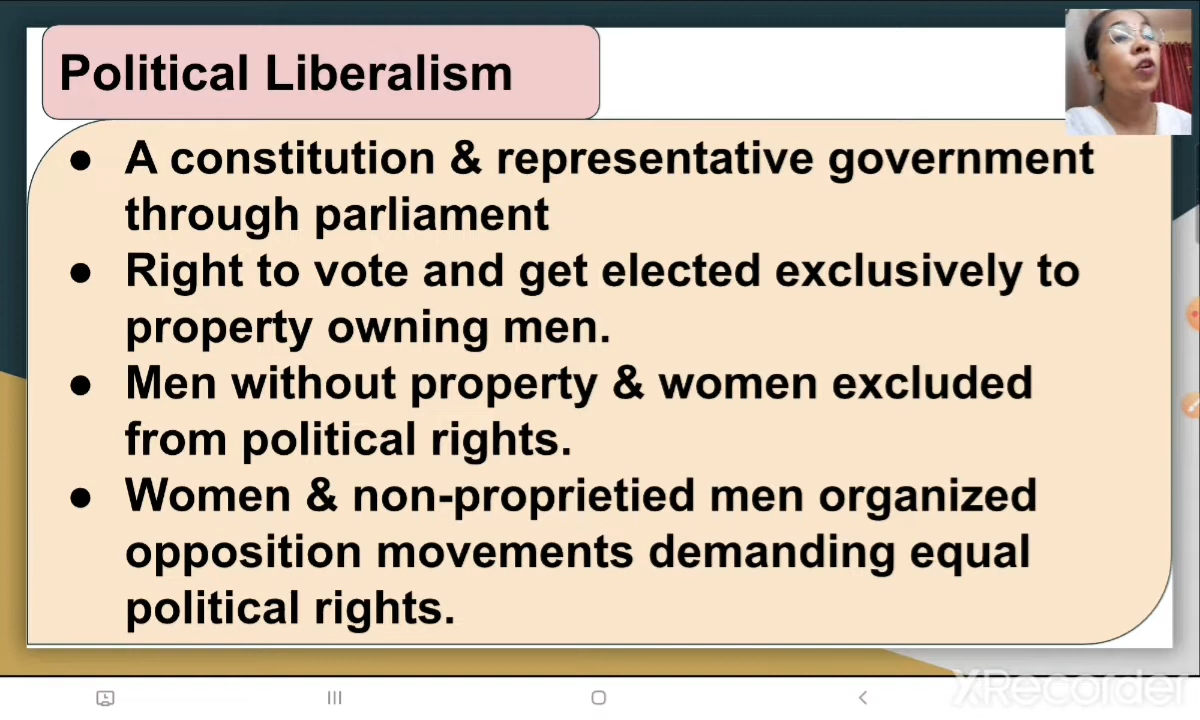 Political Liberalism
● A constitution & representative government
through parliament
● Right to vote and get elected exclusively to
property owning men.
● Men without property & women excluded
from political rights.
● Women & non-proprietied men organized
opposition movements demanding equal
political rights.
XRecorder